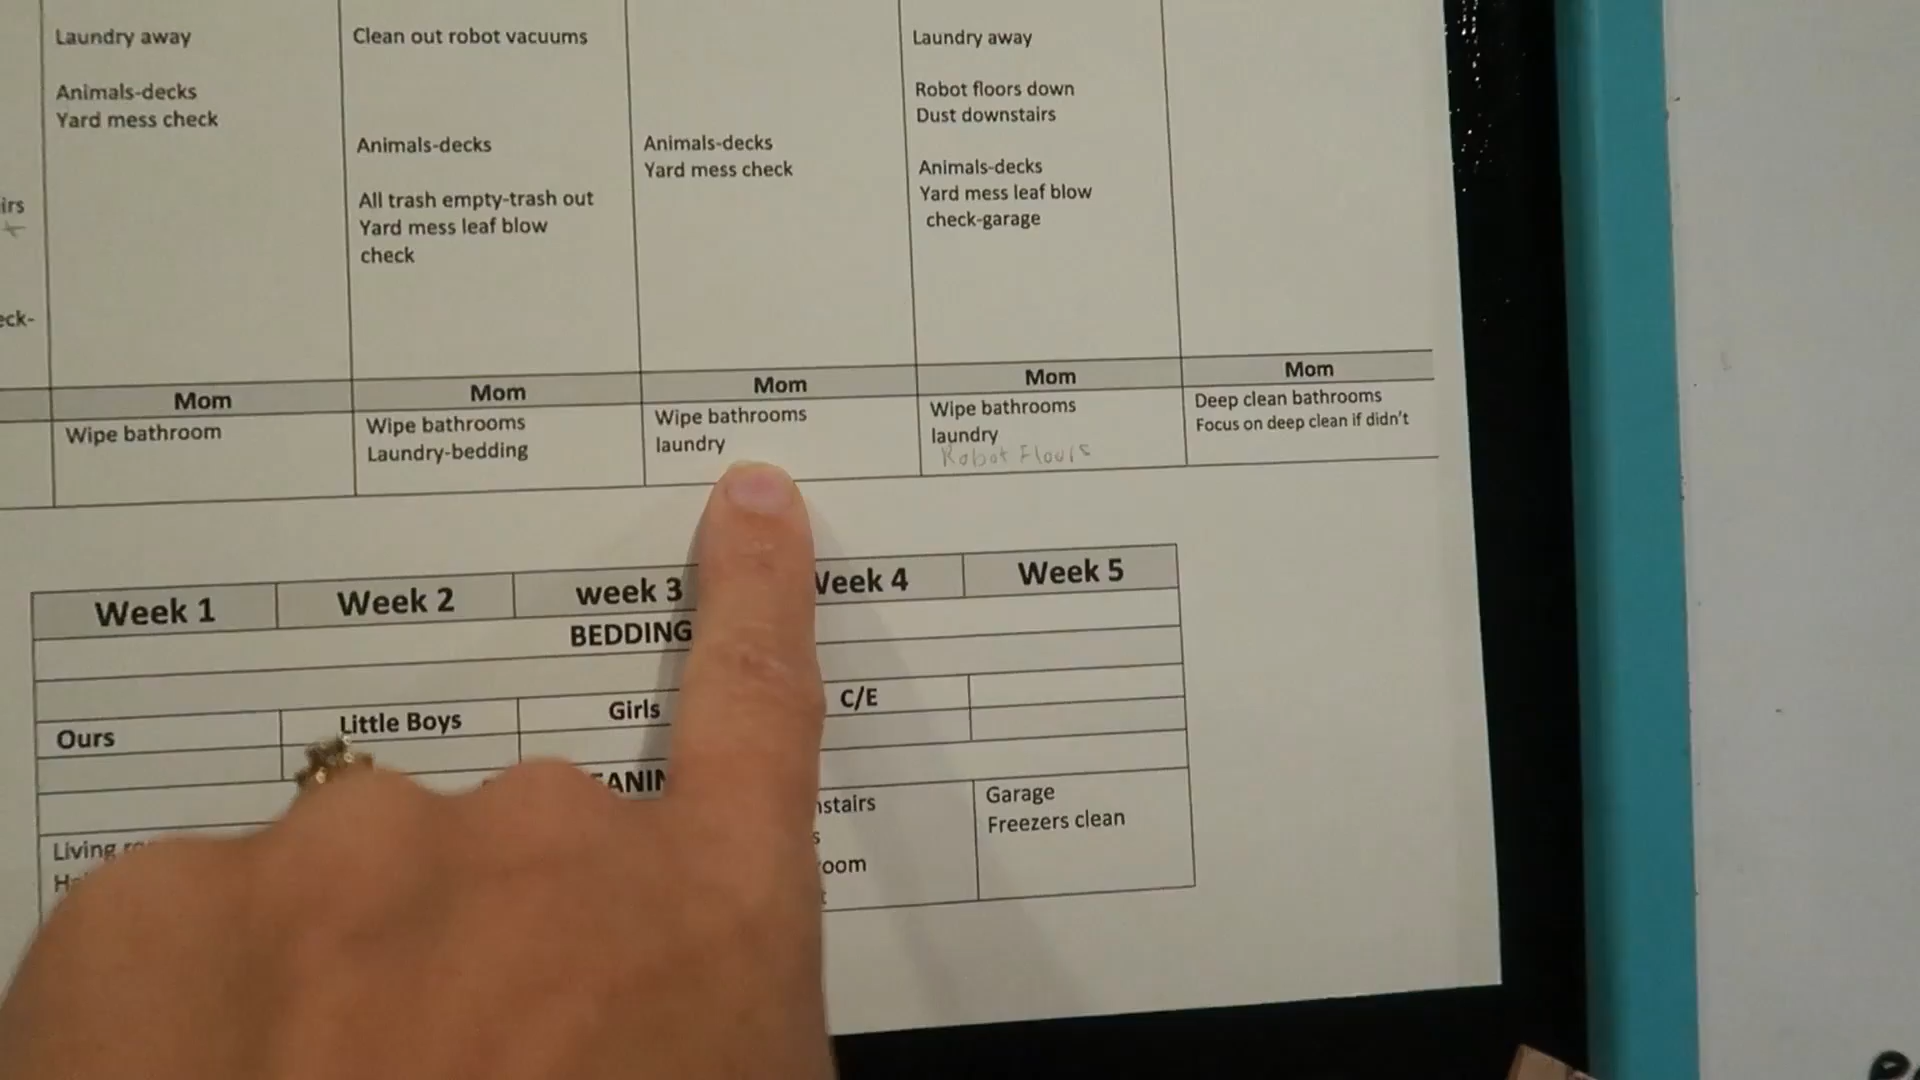 Laundry away
Animals-decks
Yard mess check
Clean out robot vacuums
Animals-decks
All trash empty-trash out
Yard mess leaf blow
check
Animals-decks
Yard mess check
Laundry away
Robot floors down
Dust downstairs
Animals-decks
Yard mess leaf blow
check-garage
Mom
Mom
Mom
Mom
Mom
Wipe bathroom
Wipe bathrooms
Laundry-bedding
Wipe bathrooms
laundry
Wipe bathrooms
laundry
Robot Floors
Deep clean bathrooms
Focus on deep clean if didn't
Week 1
Week 2
week 3
Week 4
Week 5
BEDDING
Ours
Little Boys
Girls
C/E
Living
Garage
Freezers clean